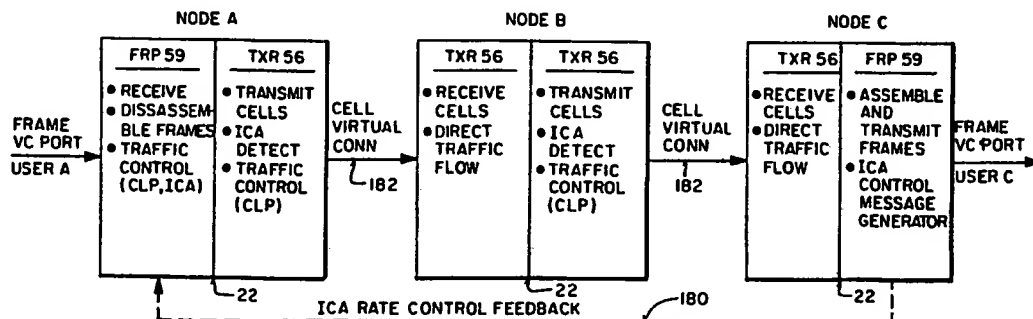 NODE A
FRP 59
• RECEIVE
• DISSASSEM-
BLE FRAMES
• TRAFFIC
CONTROL
(CLP, ICA)
TXR 56
• TRANSMIT
CELLS
• ICA
DETECT
• TRAFFIC
CONTROL
(CLP)
FRAME
VC PORT
USER A
CELL
VIRTUAL
CONN
182
NODE B
TXR 56
• RECEIVE
CELLS
• DIRECT
TRAFFIC
FLOW
TXR 56
• TRANSMIT
CELLS
• ICA
DETECT
• TRAFFIC
CONTROL
(CLP)
CELL
VIRTUAL
CONN
182
NODE C
TXR 56
• RECEIVE
CELLS
• DIRECT
TRAFFIC
FLOW
FRP 59
• ASSEMBLE
AND
TRANSMIT
FRAMES
• ICA
CONTROL
MESSAGE
GENERATOR
FRAME
VC PORT
USER C
22
22
22
ICA RATE CONTROL FEEDBACK
180